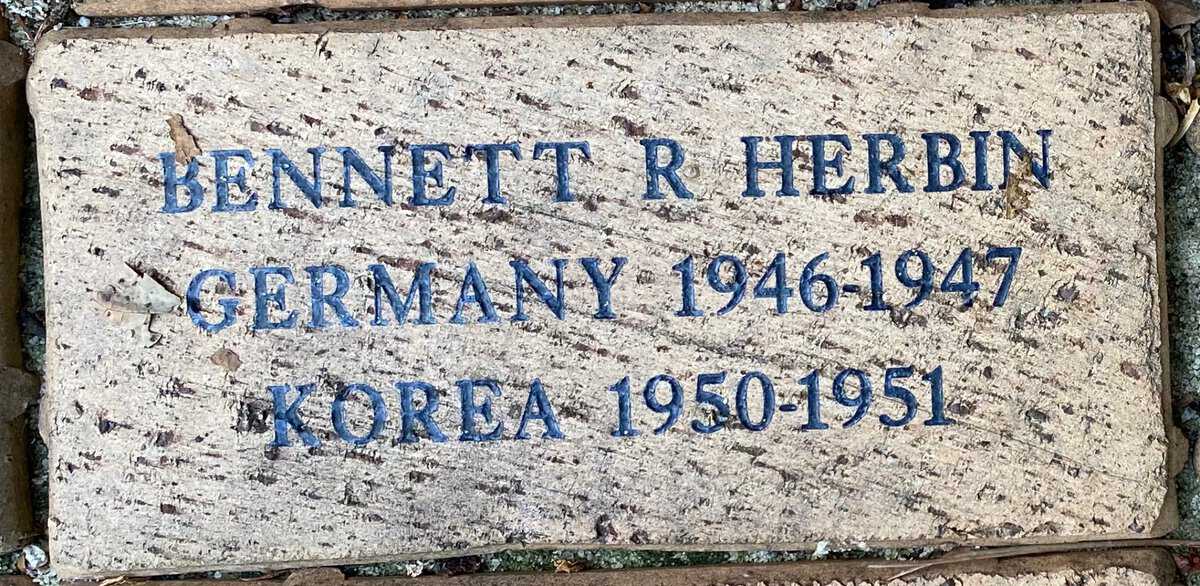 BENNETT R HERBIN
GERMANY 1946-1947
KOREA 1950-1951